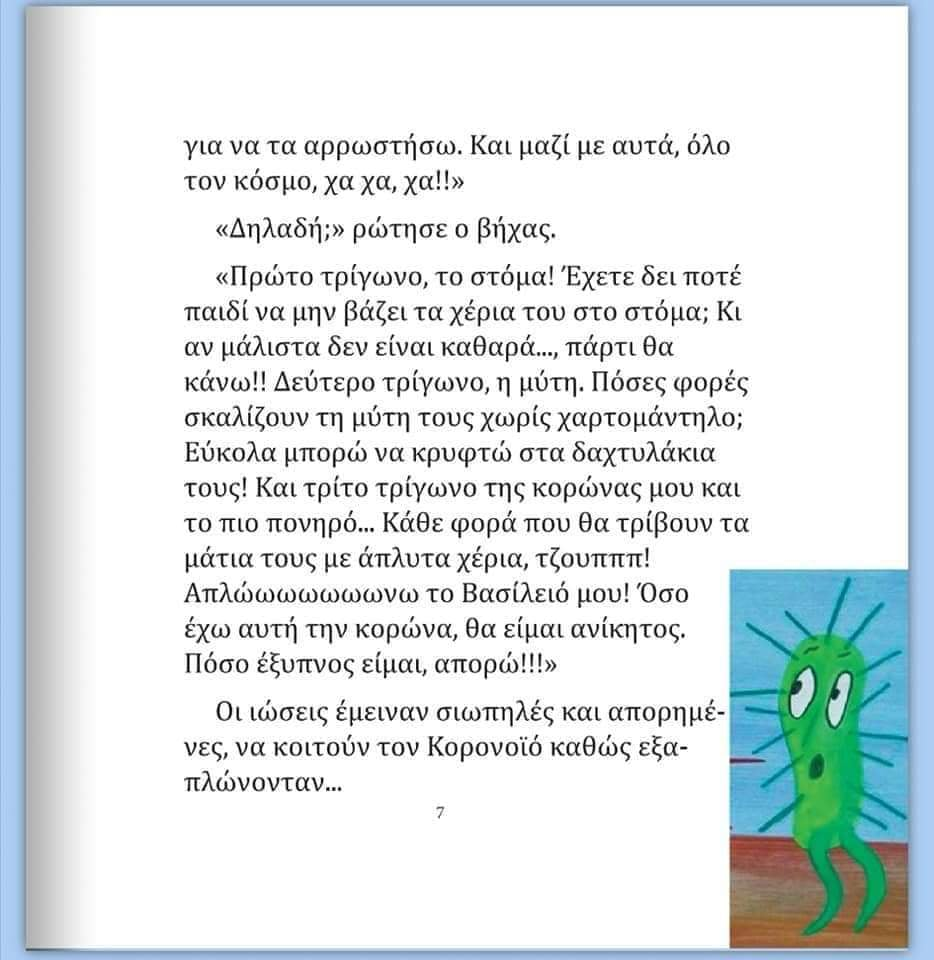 για να τα αρρωστήσω. Και μαζί με αυτά, όλο
τον κόσμο, χα χα, χα!!»
«Δηλαδή;» ρώτησε ο βήχας.
«Πρώτο τρίγωνο, το στόμα! Έχετε δει ποτέ
παιδί να μην βάζει τα χέρια του στο στόμα; Κι
αν μάλιστα δεν είναι καθαρά..., πάρτι θα
κάνω!! Δεύτερο τρίγωνο, η μύτη. Πόσες φορές
σκαλίζουν τη μύτη τους χωρίς χαρτομάντηλο;
Εύκολα μπορώ να κρυφτώ στα δαχτυλάκια
τους! Και τρίτο τρίγωνο της κορώνας μου και
το πιο πονηρό... Κάθε φορά που θα τρίβουν τα
μάτια τους με άπλυτα χέρια, τζουπππ!
Απλώωωωωωωνω το Βασίλειό μου! Όσο
έχω αυτή την κορώνα, θα είμαι ανίκητος.
Πόσο έξυπνος είμαι, απορώ!!!»
Οι ιώσεις έμειναν σιωπηλές και απορημέ-
νες, να κοιτούν τον Κορονοϊό καθώς εξα-
πλώνονταν...
7